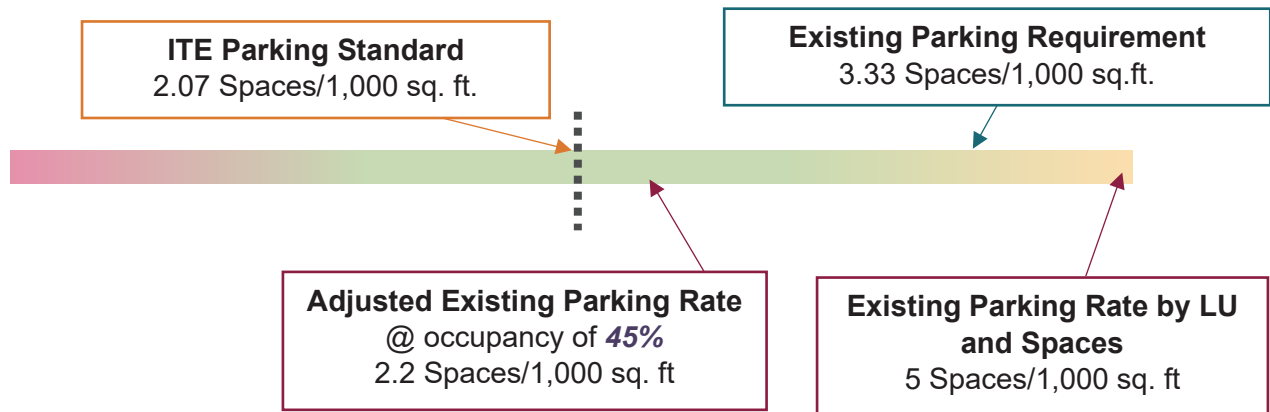 ITE Parking Standard
2.07 Spaces/1,000 sq. ft.
Existing Parking Requirement
3.33 Spaces/1,000 sq.ft.
Adjusted Existing Parking Rate
@ occupancy of 45%
2.2 Spaces/1,000 sq. ft
Existing Parking Rate by LU
and Spaces
5 Spaces/1,000 sq. ft